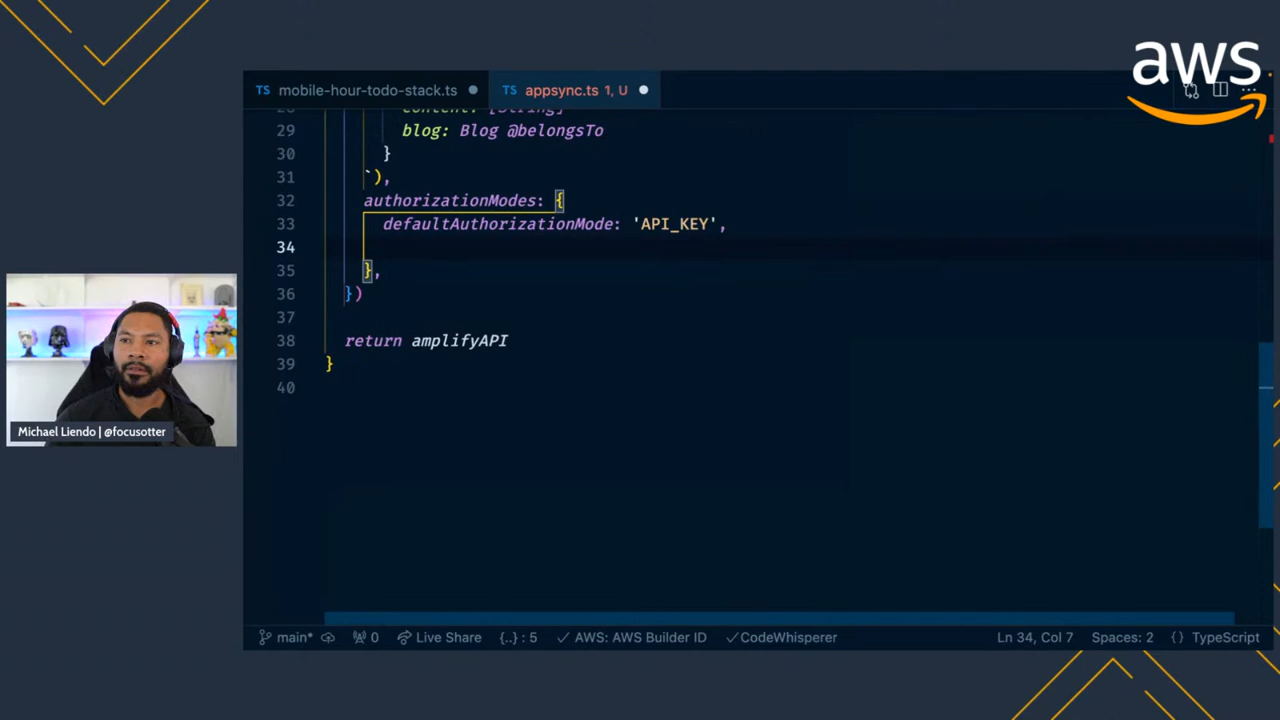 aws
TS mobile-hour-todo-stack.ts
TS appsync.ts 1, U
29 blog: Blog @belongsTo
30 }
31 `),
32 authorizationModes: {
33 defaultAuthorizationMode: 'API_KEY',
34
35 },
36 })
37
38 return amplifyAPI
39 }
40
Michael Liendo | @focusotter
main* 0 Live Share {..} : 5 AWS: AWS Builder ID CodeWhisperer Ln 34, Col 7 Spaces: 2 {} TypeScript